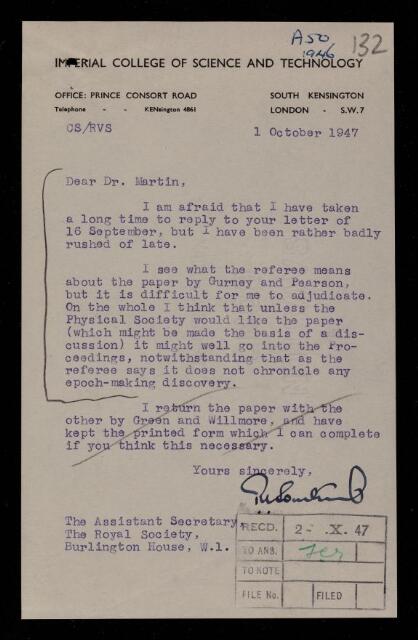 A50
1946
132
IMPERIAL COLLEGE OF SCIENCE AND TECHNOLOGY
OFFICE: PRINCE CONSORT ROAD
SOUTH KENSINGTON
Telephone - - KENsington 4861
LONDON - S.W.7
CS/RVS
1 October 1947
Dear Dr. Martin,
I am afraid that I have taken
a long time to reply to your letter of
16 September, but I have been rather badly
rushed of late.
I see what the referee means
about the paper by Gurney and Pearson,
but it is difficult for me to adjudicate.
On the whole I think that unless the
Physical Society would like the paper
(which might be made the basis of a dis-
cussion) it might well go into the Pro-
ceedings, notwithstanding that as the
referee says it does not chronicle any
epoch-making discovery.
I return the paper with the
other by Green and Willmore, and have
kept the printed form which I can complete
if you think this necessary.
Yours sincerely,
The Assistant Secretary,
The Royal Society,
Burlington House, W.1.
RECD. 2- .X. 47
TO ANS.
TO NOTE
FILE No. FILED